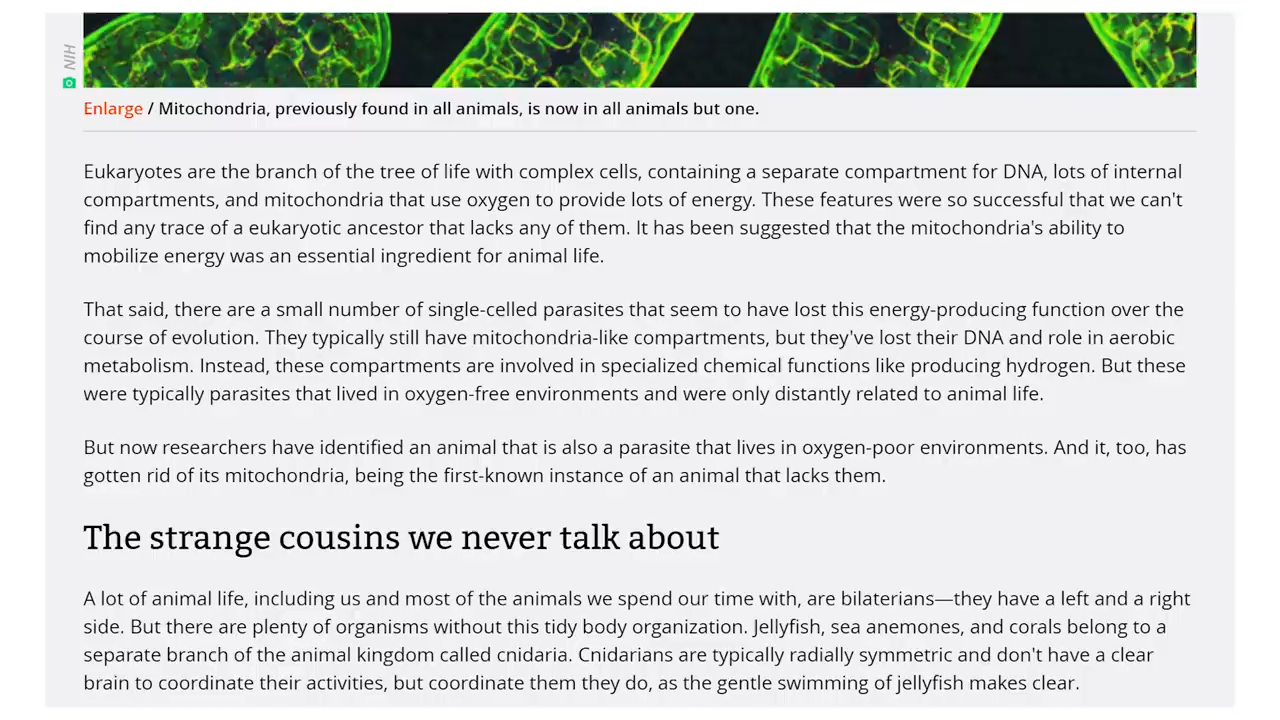 NIH
Enlarge / Mitochondria, previously found in all animals, is now in all animals but one.
Eukaryotes are the branch of the tree of life with complex cells, containing a separate compartment for DNA, lots of internal
compartments, and mitochondria that use oxygen to provide lots of energy. These features were so successful that we can't
find any trace of a eukaryotic ancestor that lacks any of them. It has been suggested that the mitochondria's ability to
mobilize energy was an essential ingredient for animal life.
That said, there are a small number of single-celled parasites that seem to have lost this energy-producing function over the
course of evolution. They typically still have mitochondria-like compartments, but they've lost their DNA and role in aerobic
metabolism. Instead, these compartments are involved in specialized chemical functions like producing hydrogen. But these
were typically parasites that lived in oxygen-free environments and were only distantly related to animal life.
But now researchers have identified an animal that is also a parasite that lives in oxygen-poor environments. And it, too, has
gotten rid of its mitochondria, being the first-known instance of an animal that lacks them.
The strange cousins we never talk about
A lot of animal life, including us and most of the animals we spend our time with, are bilaterians—they have a left and a right
side. But there are plenty of organisms without this tidy body organization. Jellyfish, sea anemones, and corals belong to a
separate branch of the animal kingdom called cnidaria. Cnidarians are typically radially symmetric and don't have a clear
brain to coordinate their activities, but coordinate them they do, as the gentle swimming of jellyfish makes clear.